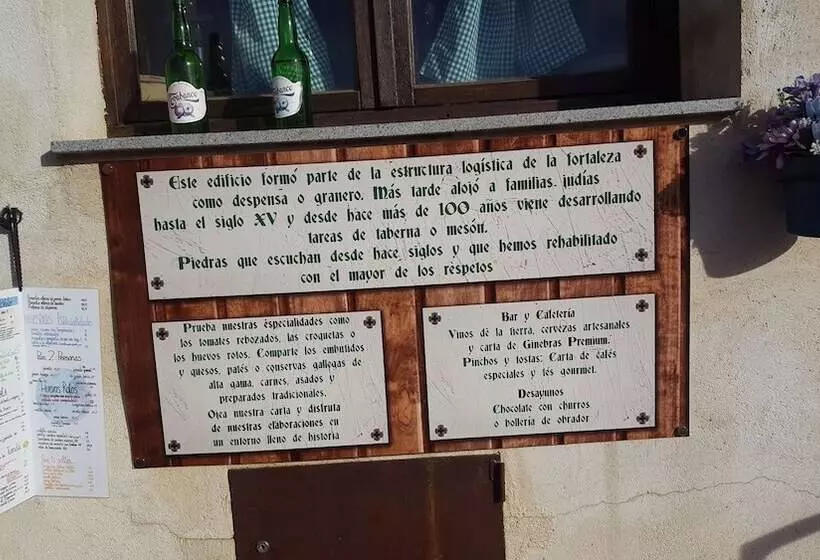 Este edificio formó parte de la estructura logística de la fortaleza
como despensa o granero. Más tarde alojó a familias judías
hasta el siglo XV y desde hace más de 100 años viene desarrollando
tareas de taberna o mesón.
Piedras que escuchan desde hace siglos y que hemos rehabilitado
con el mayor de los respetos
Prueba nuestras especialidades como
los tomates rebozados, las croquetas o
los huevos rotos. Comparte los embutidos
y quesos, patés o conservas gallegas de
alta gama, carnes, asados y
preparados tradicionales.
Ojea nuestra carta y disfruta
de nuestras elaboraciones en
un entorno lleno de historia
Bar y Cafetería
Vinos de la tierra, cervezas artesanales
y carta de Ginebras Premium.
Pinchos y tostas: Carta de cafés
especiales y tés gourmet.
Desayunos
Chocolate con churros
o bollería de obrador
Para 2 Personas
Huevos Rotos